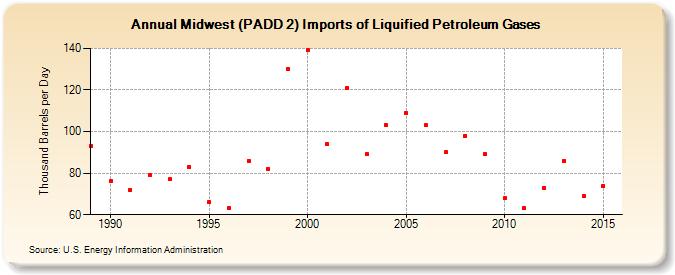 Annual Midwest (PADD 2) Imports of Liquified Petroleum Gases
Thousand Barrels per Day
140
120
100
80
60
1990 1995 2000 2005 2010 2015
Source: U.S. Energy Information Administration